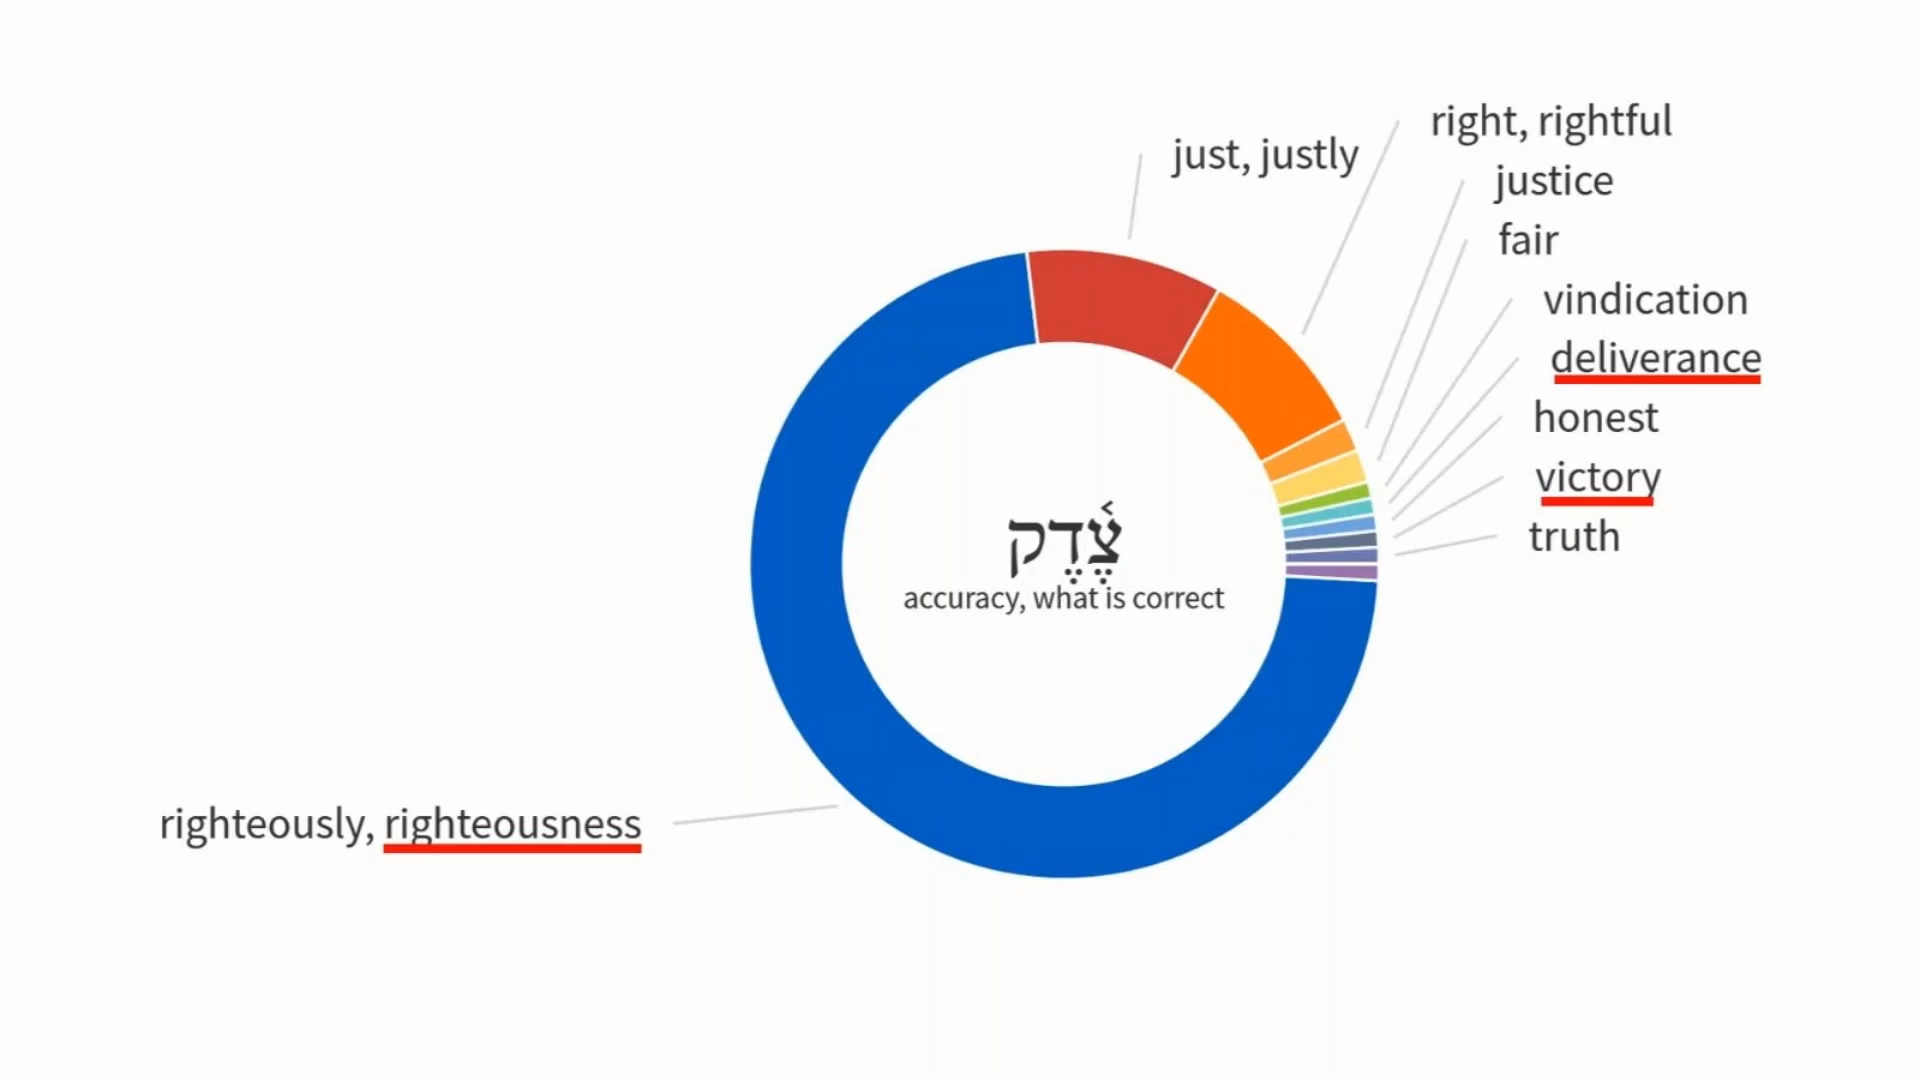 right, rightful
just, justly
justice
fair
vindication
deliverance
honest
victory
truth
צֶ֫דֶק
accuracy, what is correct
righteously, righteousness